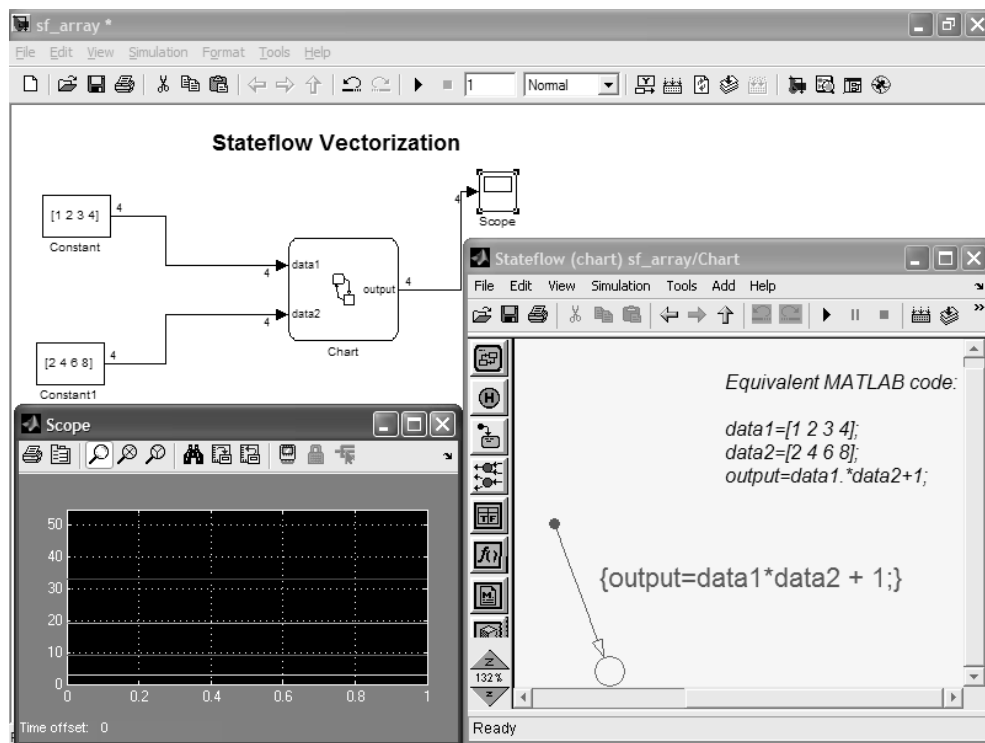 sf_array *
File Edit View Simulation Format Tools Help
1 Normal
Stateflow Vectorization
[1 2 3 4]
4
Constant
4
data1
4
data2
output
4
Chart
4
Scope
[2 4 6 8]
4
Constant1
Scope
50
40
30
20
10
0
0 0.2 0.4 0.6 0.8 1
Time offset: 0
Stateflow (chart) sf_array/Chart
File Edit View Simulation Tools Add Help
Equivalent MATLAB code:
data1=[1 2 3 4];
data2=[2 4 6 8];
output=data1.*data2+1;
{output=data1*data2 + 1;}
H
TF
f()
M
Z
132%
Z
Ready